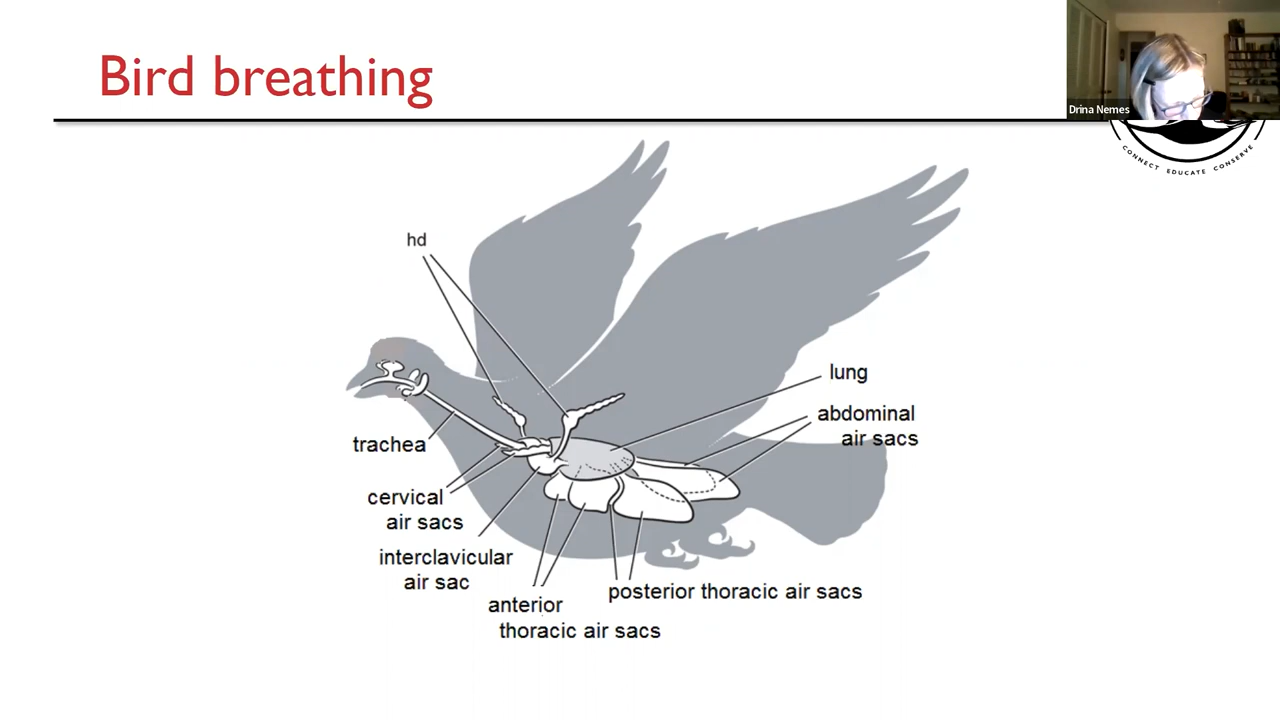 Bird breathing
Drina Nemes
CONNECT EDUCATE CONSERVE
hd
lung
abdominal
air sacs
trachea
cervical
air sacs
interclavicular
air sac
anterior
thoracic air sacs
posterior thoracic air sacs